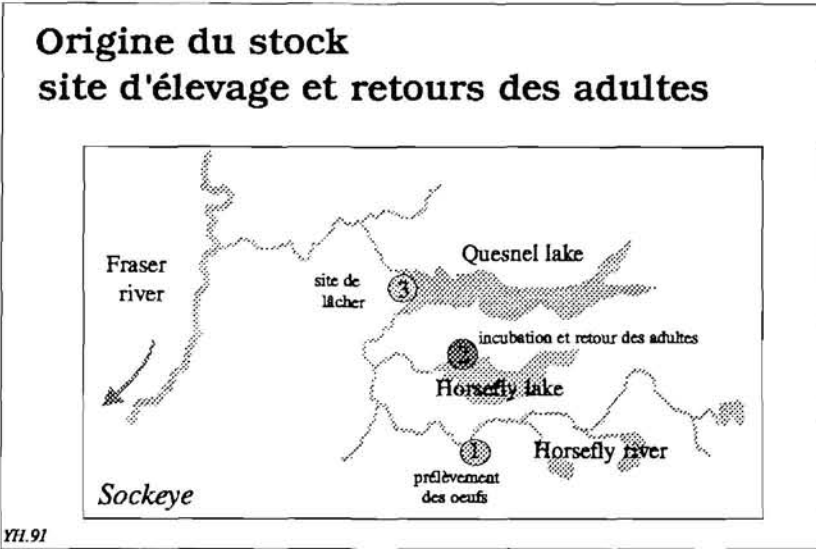 Origine du stock
site d'élevage et retours des adultes
Fraser
river
Quesnel lake
site de
lâcher
3
incubation et retour des adultes
2
Horsefly lake
1
Horsefly river
prélèvement
des oeufs
Sockeye
YH.91